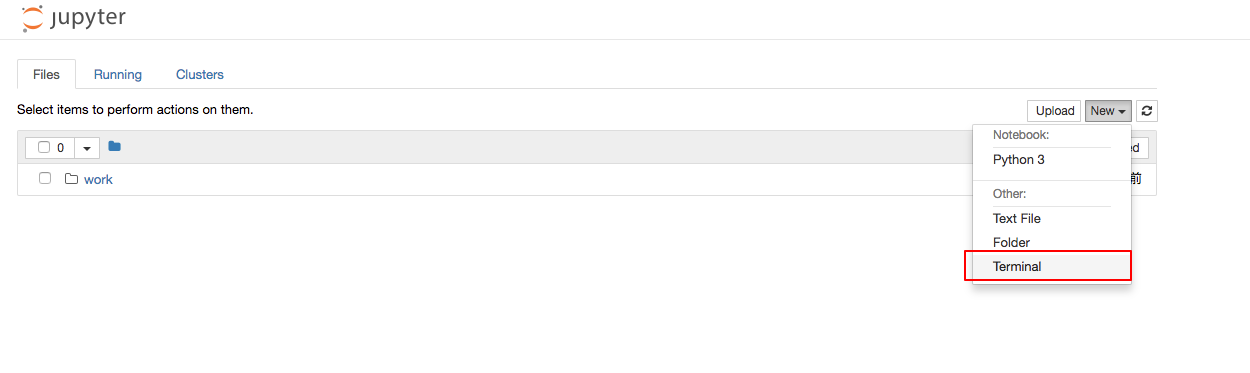 jupyter
Files Running Clusters
Select items to perform actions on them.
Upload New
Notebook:
0
ed
Python 3
work
前
Other:
Text File
Folder
Terminal